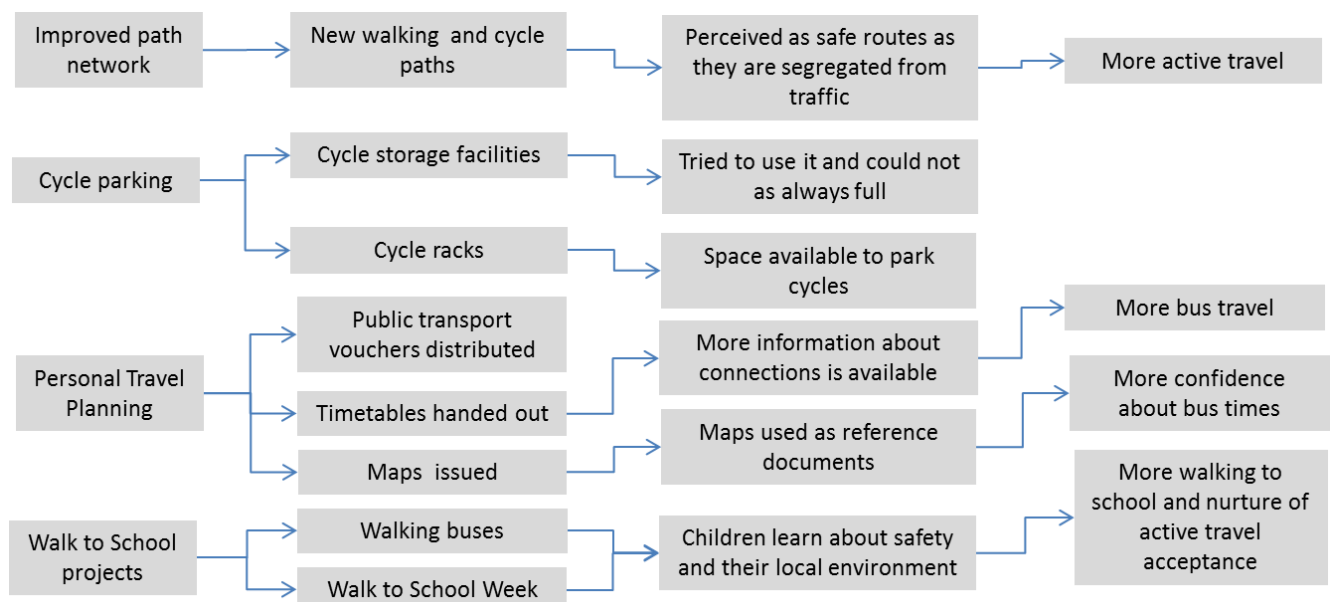 Improved path
network
New walking and cycle
paths
Perceived as safe routes as
they are segregated from
traffic
More active travel
Cycle parking
Cycle storage facilities
Tried to use it and could not
as always full
Cycle racks
Space available to park
cycles
Personal Travel
Planning
Public transport
vouchers distributed
Timetables handed out
More information about
connections is available
More bus travel
Maps issued
Maps used as reference
documents
More confidence
about bus times
Walk to School
projects
Walking buses
Walk to School Week
Children learn about safety
and their local environment
More walking to
school and nurture of
active travel
acceptance